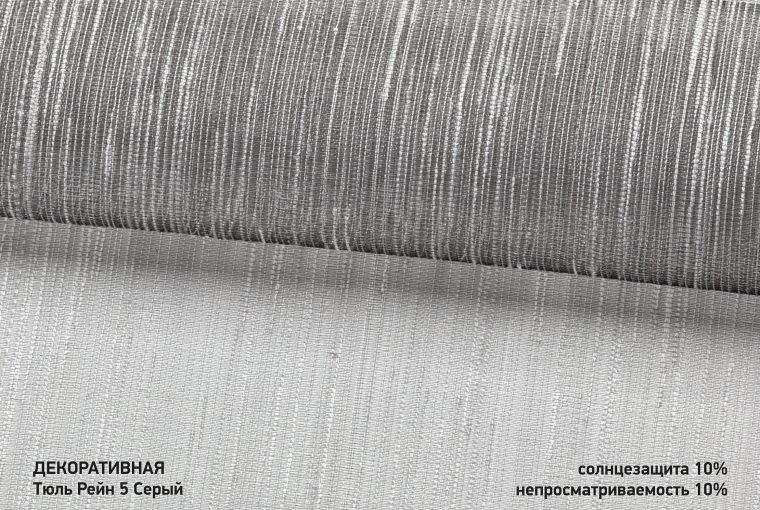 ДЕКОРАТИВНАЯ
Тюль Рейн 5 Серый
солнцезащита 10%
непросматриваемость 10%